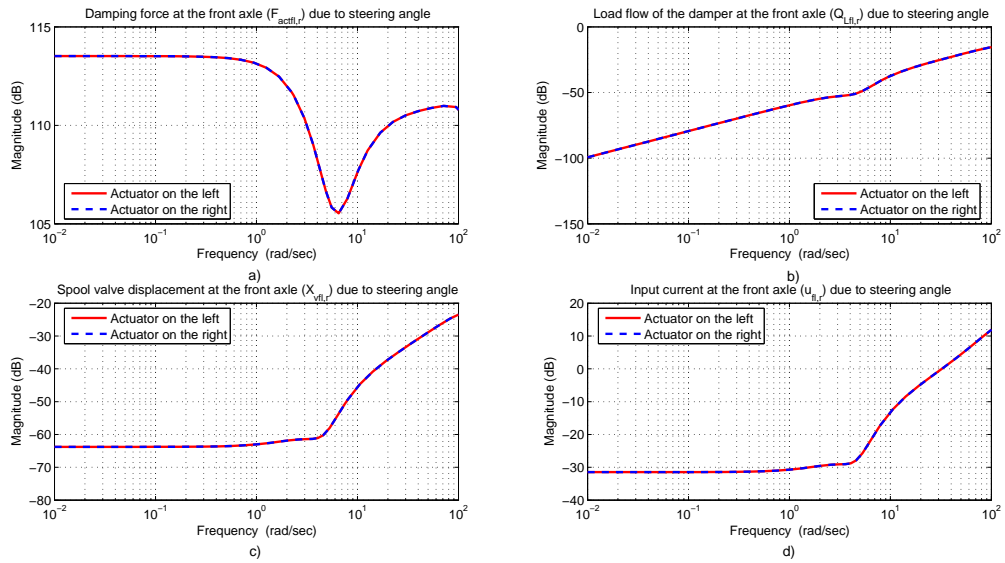 Damping force at the front axle (F_actfl,r) due to steering angle
115
110
105
Magnitude (dB)
Actuator on the left
Actuator on the right
10^-2 10^-1 10^0 10^1 10^2
Frequency (rad/sec)
a)
Load flow of the damper at the front axle (Q_Lfl,r) due to steering angle
0
−50
−100
−150
Magnitude (dB)
Actuator on the left
Actuator on the right
10^-2 10^-1 10^0 10^1 10^2
Frequency (rad/sec)
b)
Spool valve displacement at the front axle (X_vfl,r) due to steering angle
−20
−30
−40
−50
−60
−70
−80
Magnitude (dB)
Actuator on the left
Actuator on the right
10^-2 10^-1 10^0 10^1 10^2
Frequency (rad/sec)
c)
Input current at the front axle (u_fl,r) due to steering angle
20
10
0
−10
−20
−30
−40
Magnitude (dB)
Actuator on the left
Actuator on the right
10^-2 10^-1 10^0 10^1 10^2
Frequency (rad/sec)
d)